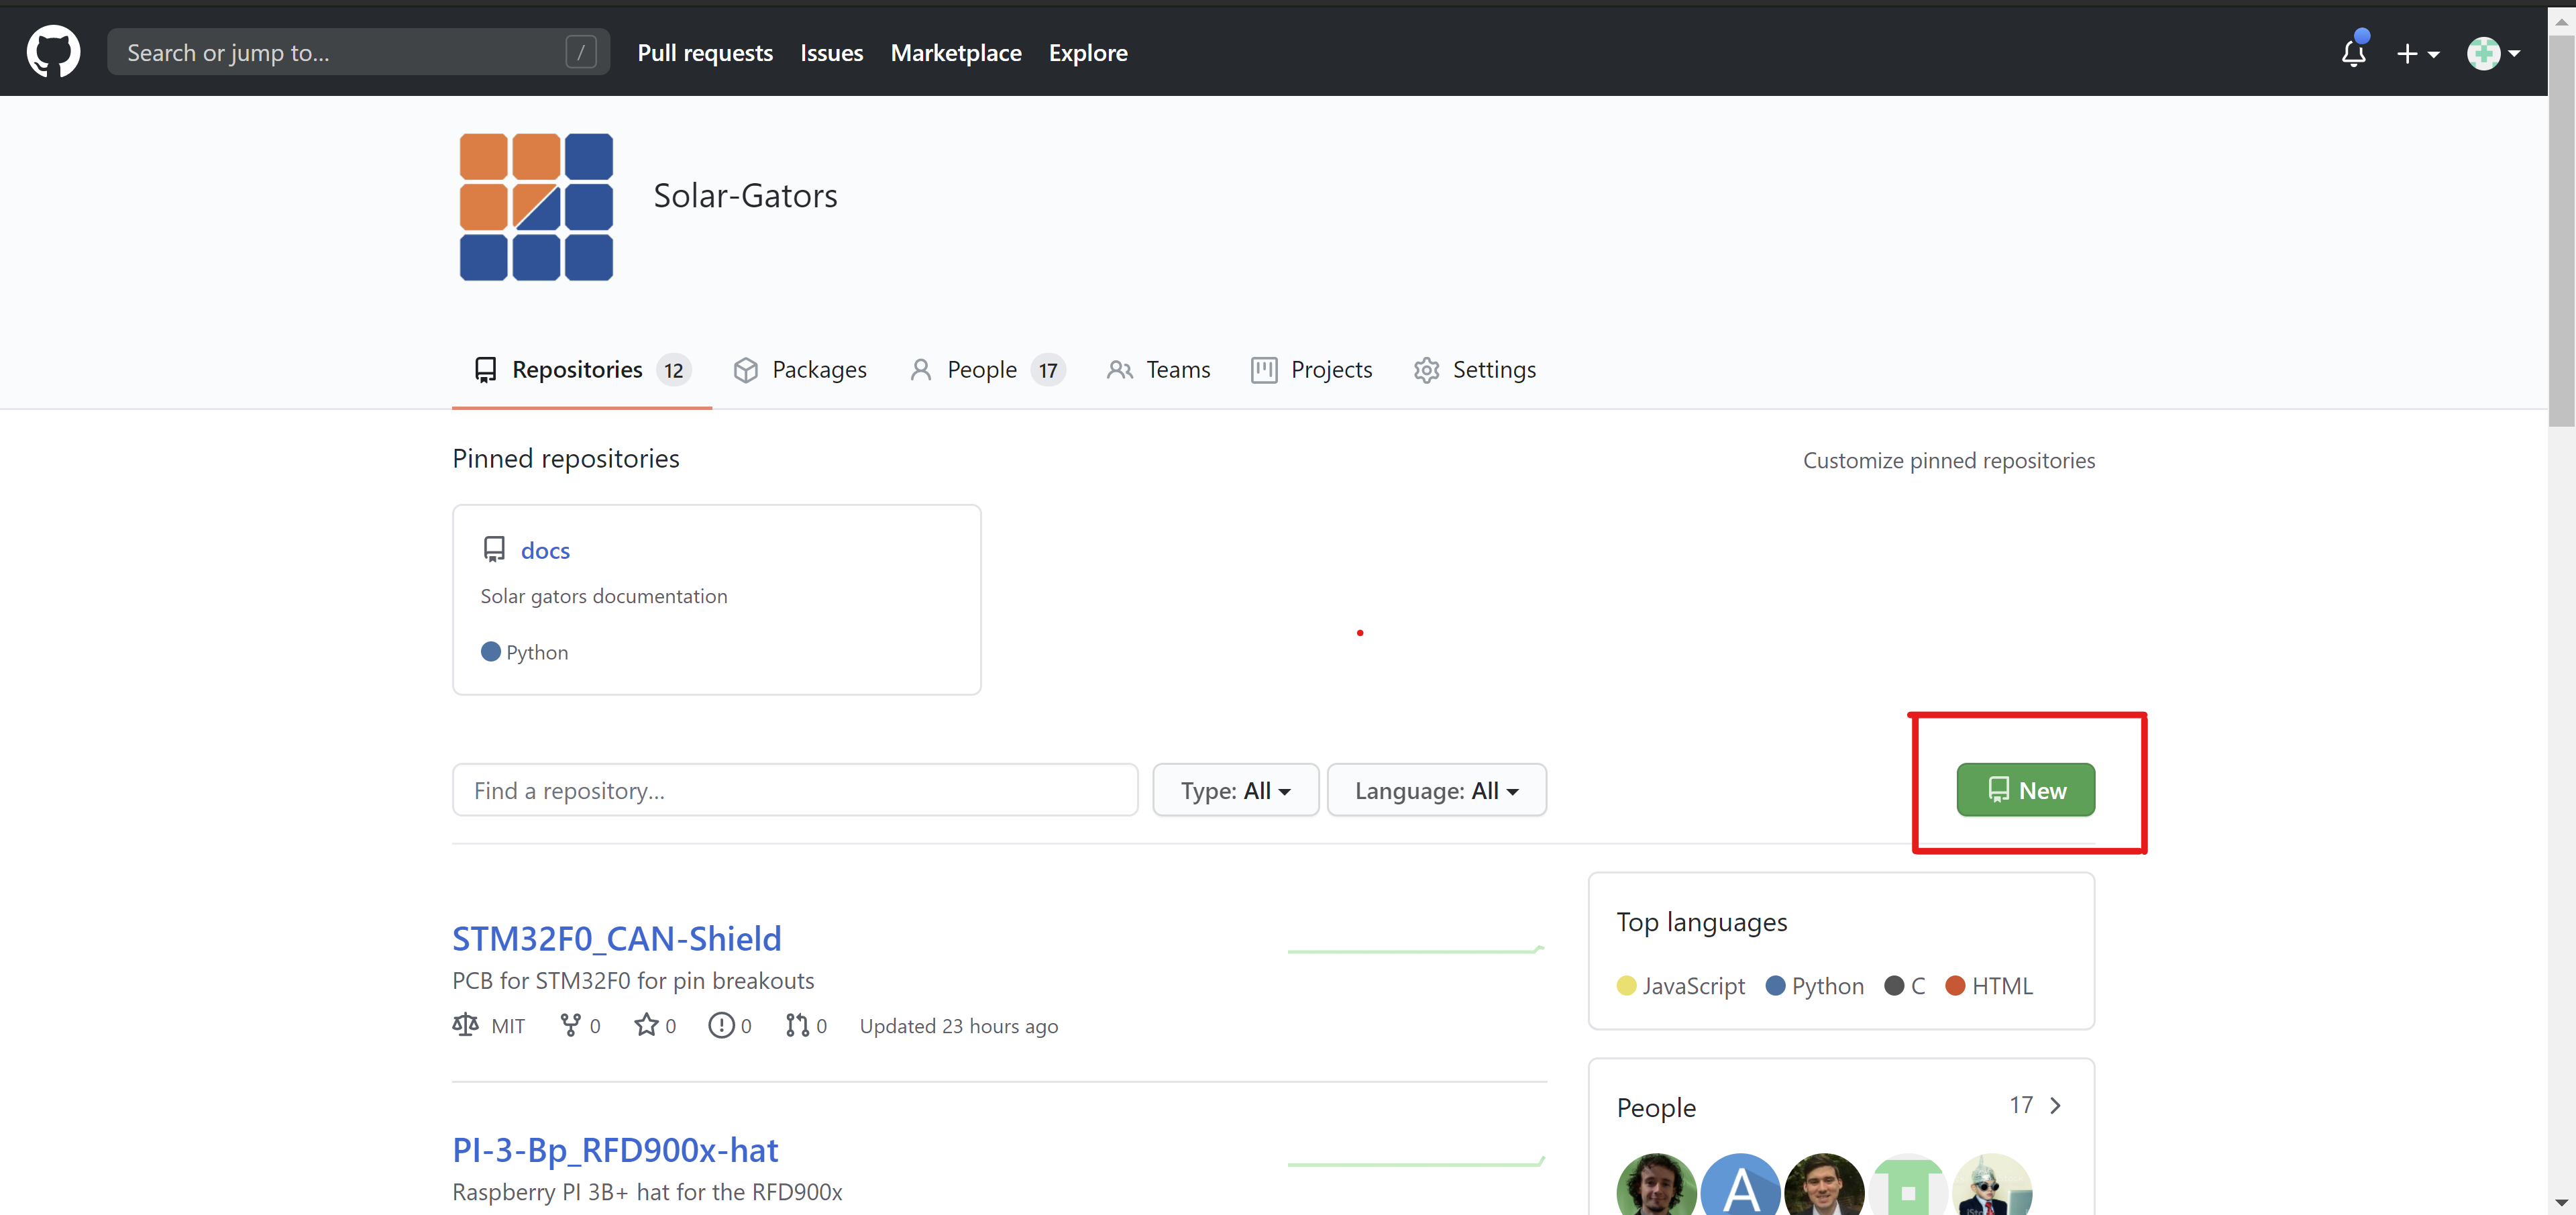 Search or jump to... /
Pull requests Issues Marketplace Explore
Solar-Gators
Repositories 12 Packages People 17 Teams Projects Settings
Pinned repositories
Customize pinned repositories
docs
Solar gators documentation
Python
Find a repository...
Type: All
Language: All
New
STM32F0_CAN-Shield
PCB for STM32F0 for pin breakouts
MIT 0 0 0 0 Updated 23 hours ago
PI-3-Bp_RFD900x-hat
Raspberry PI 3B+ hat for the RFD900x
Top languages
JavaScript Python C HTML
People 17
A